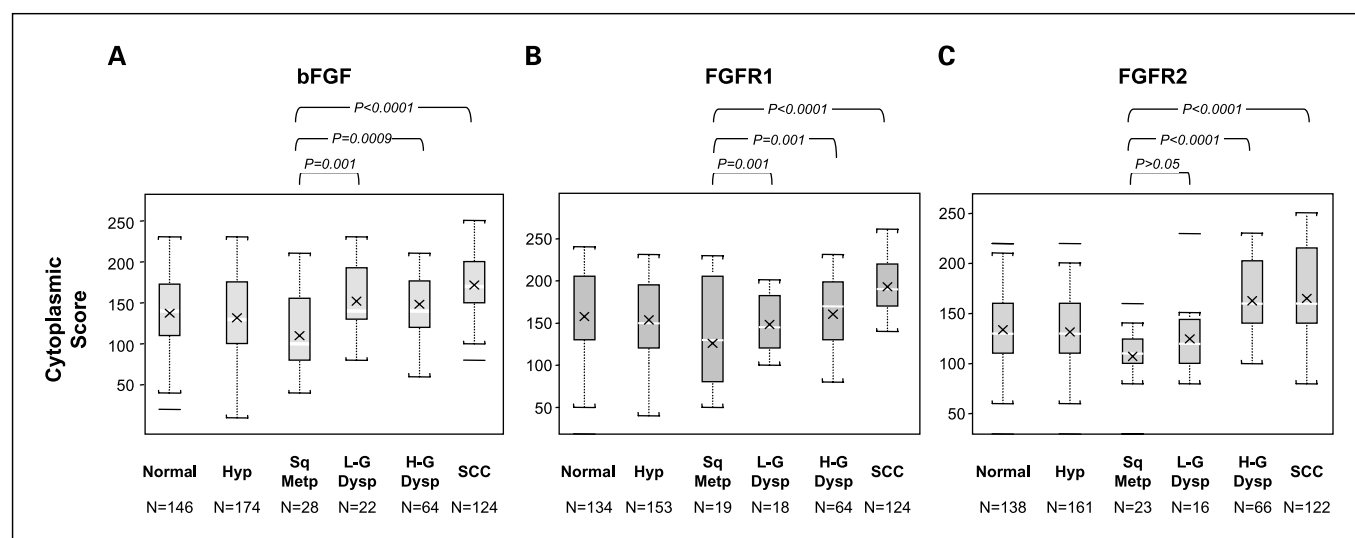 A
bFGF
P<0.0001
P=0.0009
P=0.001
250
200
150
100
50
Cytoplasmic
Score
Normal Hyp Sq Metp L-G Dysp H-G Dysp SCC
N=146 N=174 N=28 N=22 N=64 N=124
B
FGFR1
P<0.0001
P=0.001
P=0.001
250
200
150
100
50
Normal Hyp Sq Metp L-G Dysp H-G Dysp SCC
N=134 N=153 N=19 N=18 N=64 N=124
C
FGFR2
P<0.0001
P<0.0001
P>0.05
250
200
150
100
50
Normal Hyp Sq Metp L-G Dysp H-G Dysp SCC
N=138 N=161 N=23 N=16 N=66 N=122